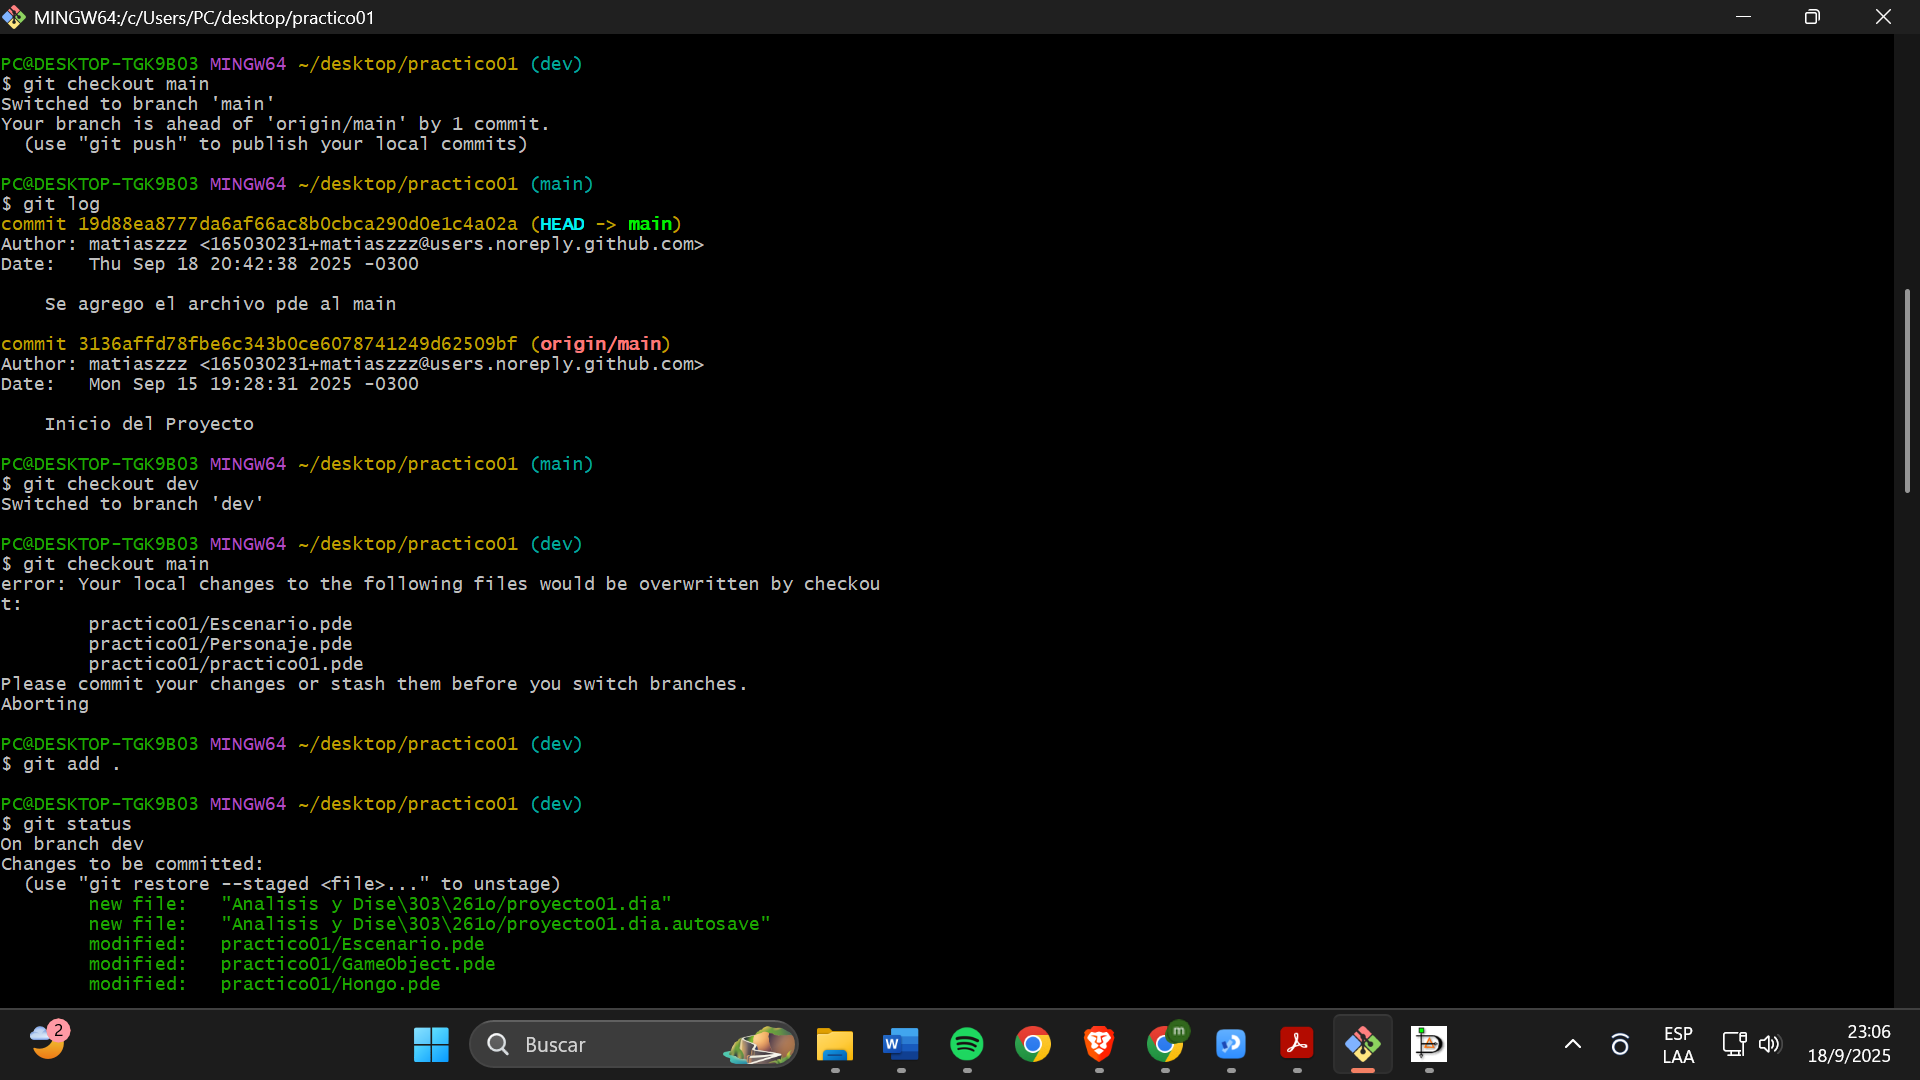 MINGW64:/c/Users/PC/desktop/practico01
PC@DESKTOP-TGK9BO3 MINGW64 ~/desktop/practico01 (dev)
$ git checkout main
Switched to branch 'main'
Your branch is ahead of 'origin/main' by 1 commit.
  (use "git push" to publish your local commits)
PC@DESKTOP-TGK9BO3 MINGW64 ~/desktop/practico01 (main)
$ git log
commit 19d88ea8777da6af66ac8b0cbca290d0e1c4a02a (HEAD -> main)
Author: matiaszzz <165030231+matiaszzz@users.noreply.github.com>
Date:   Thu Sep 18 20:42:38 2025 -0300
    Se agrego el archivo pde al main
commit 3136affd78fbe6c343b0ce6078741249d62509bf (origin/main)
Author: matiaszzz <165030231+matiaszzz@users.noreply.github.com>
Date:   Mon Sep 15 19:28:31 2025 -0300
    Inicio del Proyecto
PC@DESKTOP-TGK9BO3 MINGW64 ~/desktop/practico01 (main)
$ git checkout dev
Switched to branch 'dev'
PC@DESKTOP-TGK9BO3 MINGW64 ~/desktop/practico01 (dev)
$ git checkout main
error: Your local changes to the following files would be overwritten by checkou
t:
        practico01/Escenario.pde
        practico01/Personaje.pde
        practico01/practico01.pde
Please commit your changes or stash them before you switch branches.
Aborting
PC@DESKTOP-TGK9BO3 MINGW64 ~/desktop/practico01 (dev)
$ git add .
PC@DESKTOP-TGK9BO3 MINGW64 ~/desktop/practico01 (dev)
$ git status
On branch dev
Changes to be committed:
  (use "git restore --staged <file>..." to unstage)
        new file:   "Analisis y Dise\303\261o/proyecto01.dia"
        new file:   "Analisis y Dise\303\261o/proyecto01.dia.autosave"
        modified:   practico01/Escenario.pde
        modified:   practico01/GameObject.pde
        modified:   practico01/Hongo.pde
2
Buscar
m
ESP
LAA
23:06
18/9/2025